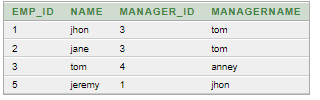 EMP_ID NAME MANAGER_ID MANAGERNAME
1 jhon 3 tom
2 jane 3 tom
3 tom 4 anney
5 jeremy 1 jhon